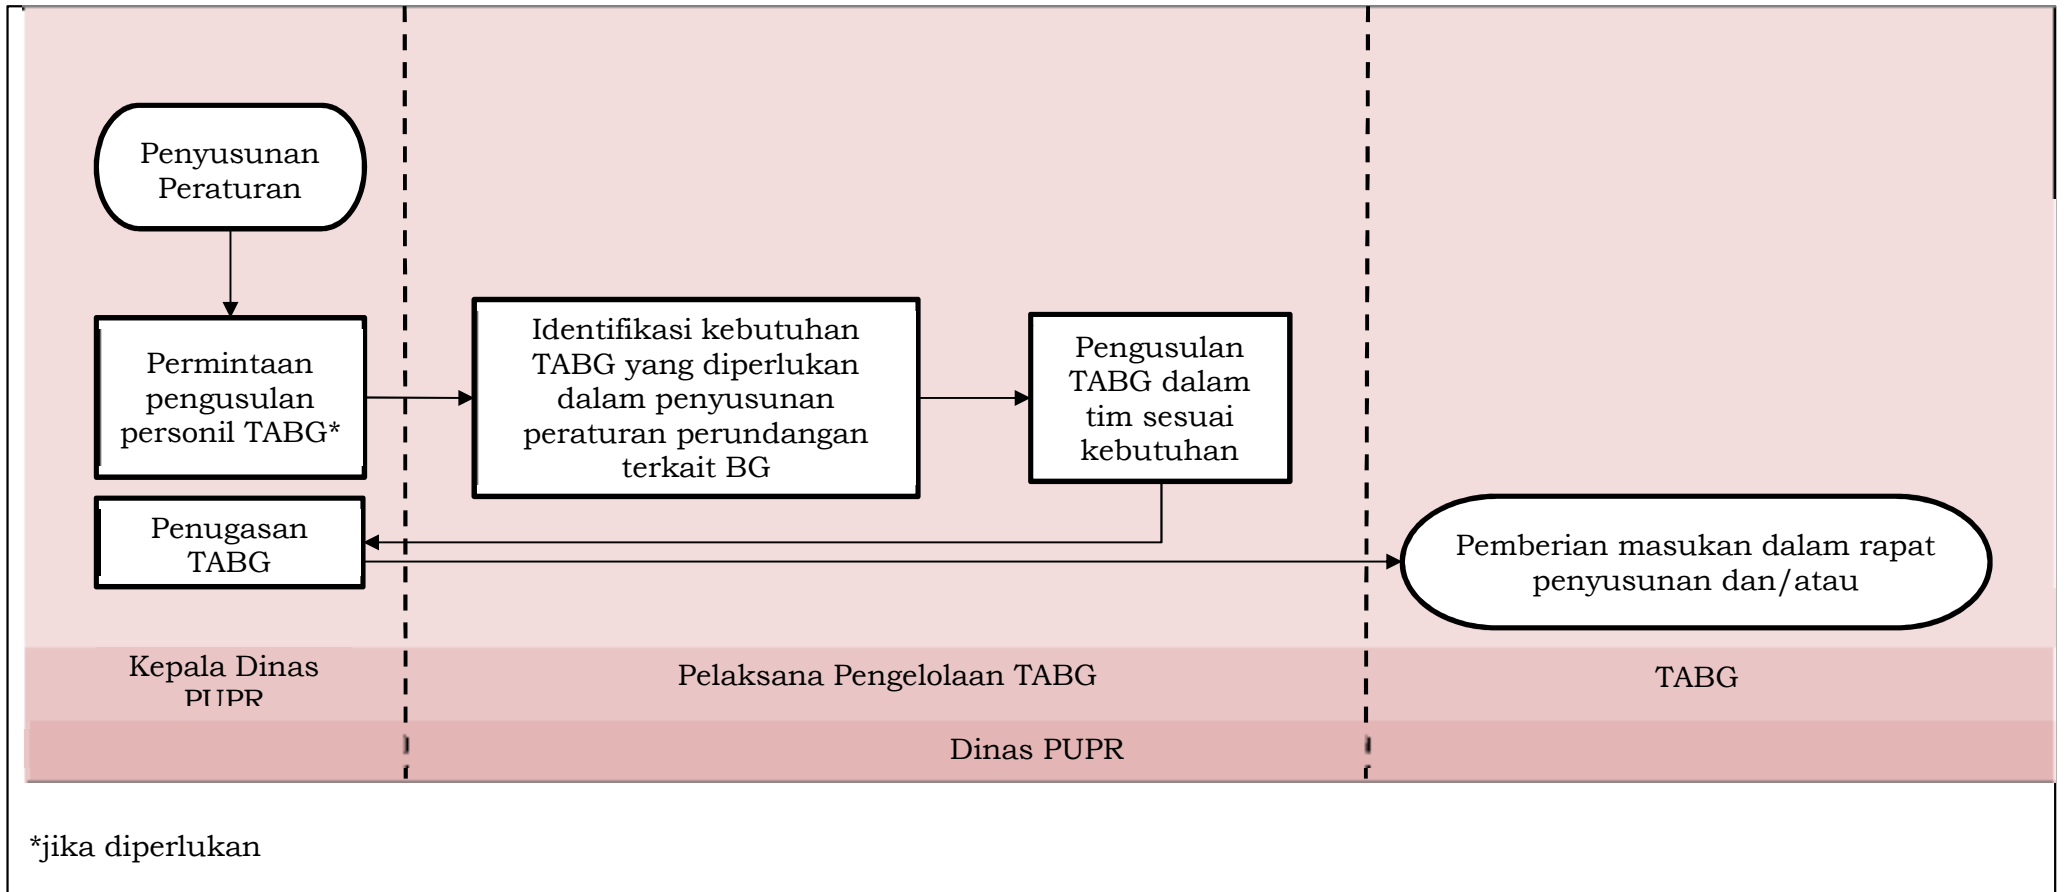 Penyusunan
Peraturan
Permintaan
pengusulan
personil TABG*
Identifikasi kebutuhan
TABG yang diperlukan
dalam penyusunan
peraturan perundangan
terkait BG
Pengusulan
TABG dalam
tim sesuai
kebutuhan
Penugasan
TABG
Pemberian masukan dalam rapat
penyusunan dan/atau
Kepala Dinas
PUPR
Pelaksana Pengelolaan TABG
TABG
Dinas PUPR
*jika diperlukan